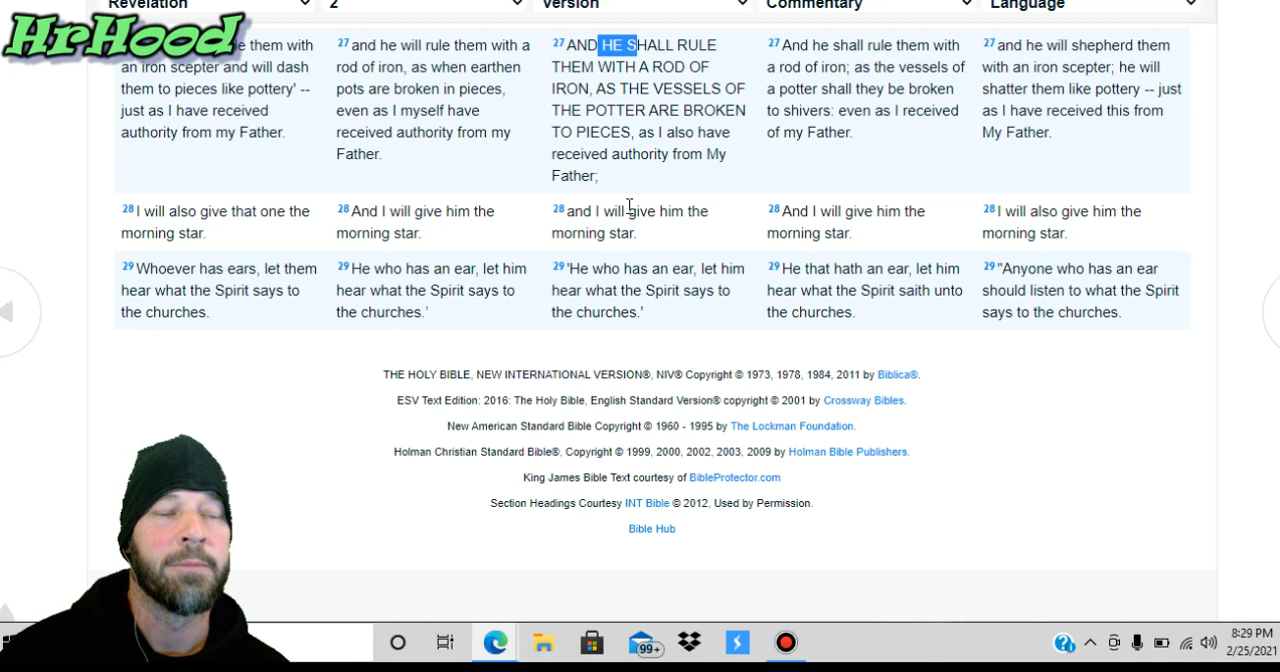 HrHood
Revelation
2
Version
Commentary
Language
e them with
an iron scepter and will dash
them to pieces like pottery' --
just as I have received
authority from my Father.
27 and he will rule them with a
rod of iron, as when earthen
pots are broken in pieces,
even as I myself have
received authority from my
Father.
27 AND HE SHALL RULE
THEM WITH A ROD OF
IRON, AS THE VESSELS OF
THE POTTER ARE BROKEN
TO PIECES, as I also have
received authority from My
Father;
27 And he shall rule them with
a rod of iron; as the vessels of
a potter shall they be broken
to shivers: even as I received
of my Father.
27 and he will shepherd them
with an iron scepter; he will
shatter them like pottery -- just
as I have received this from
My Father.
28 I will also give that one the
morning star.
28 And I will give him the
morning star.
28 and I will give him the
morning star.
28 And I will give him the
morning star.
28 I will also give him the
morning star.
29 Whoever has ears, let them
hear what the Spirit says to
the churches.
29 He who has an ear, let him
hear what the Spirit says to
the churches.'
29 'He who has an ear, let him
hear what the Spirit says to
the churches.'
29 He that hath an ear, let him
hear what the Spirit saith unto
the churches.
29 "Anyone who has an ear
should listen to what the Spirit
says to the churches.
THE HOLY BIBLE, NEW INTERNATIONAL VERSION®, NIV® Copyright © 1973, 1978, 1984, 2011 by Biblica®.
ESV Text Edition: 2016: The Holy Bible, English Standard Version® copyright © 2001 by Crossway Bibles.
New American Standard Bible Copyright © 1960 - 1995 by The Lockman Foundation.
Holman Christian Standard Bible®, Copyright © 1999, 2000, 2002, 2003, 2009 by Holman Bible Publishers.
King James Bible Text courtesy of BibleProtector.com
Section Headings Courtesy INT Bible © 2012, Used by Permission.
Bible Hub
99+
8:29 PM
2/25/2021